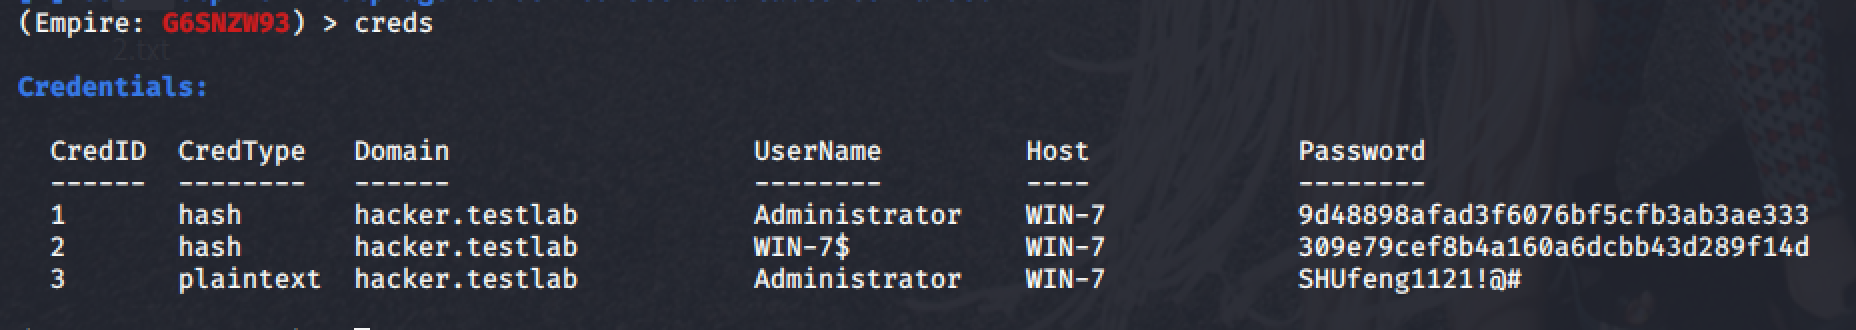 (Empire: G6SNZW93) > creds
2.txt
Credentials:
CredID CredType Domain UserName Host Password
------ -------- ------ -------- ---- --------
1 hash hacker.testlab Administrator WIN-7 9d48898afad3f6076bf5cfb3ab3ae333
2 hash hacker.testlab WIN-7$ WIN-7 309e79cef8b4a160a6dcbb43d289f14d
3 plaintext hacker.testlab Administrator WIN-7 SHUfeng1121!@#